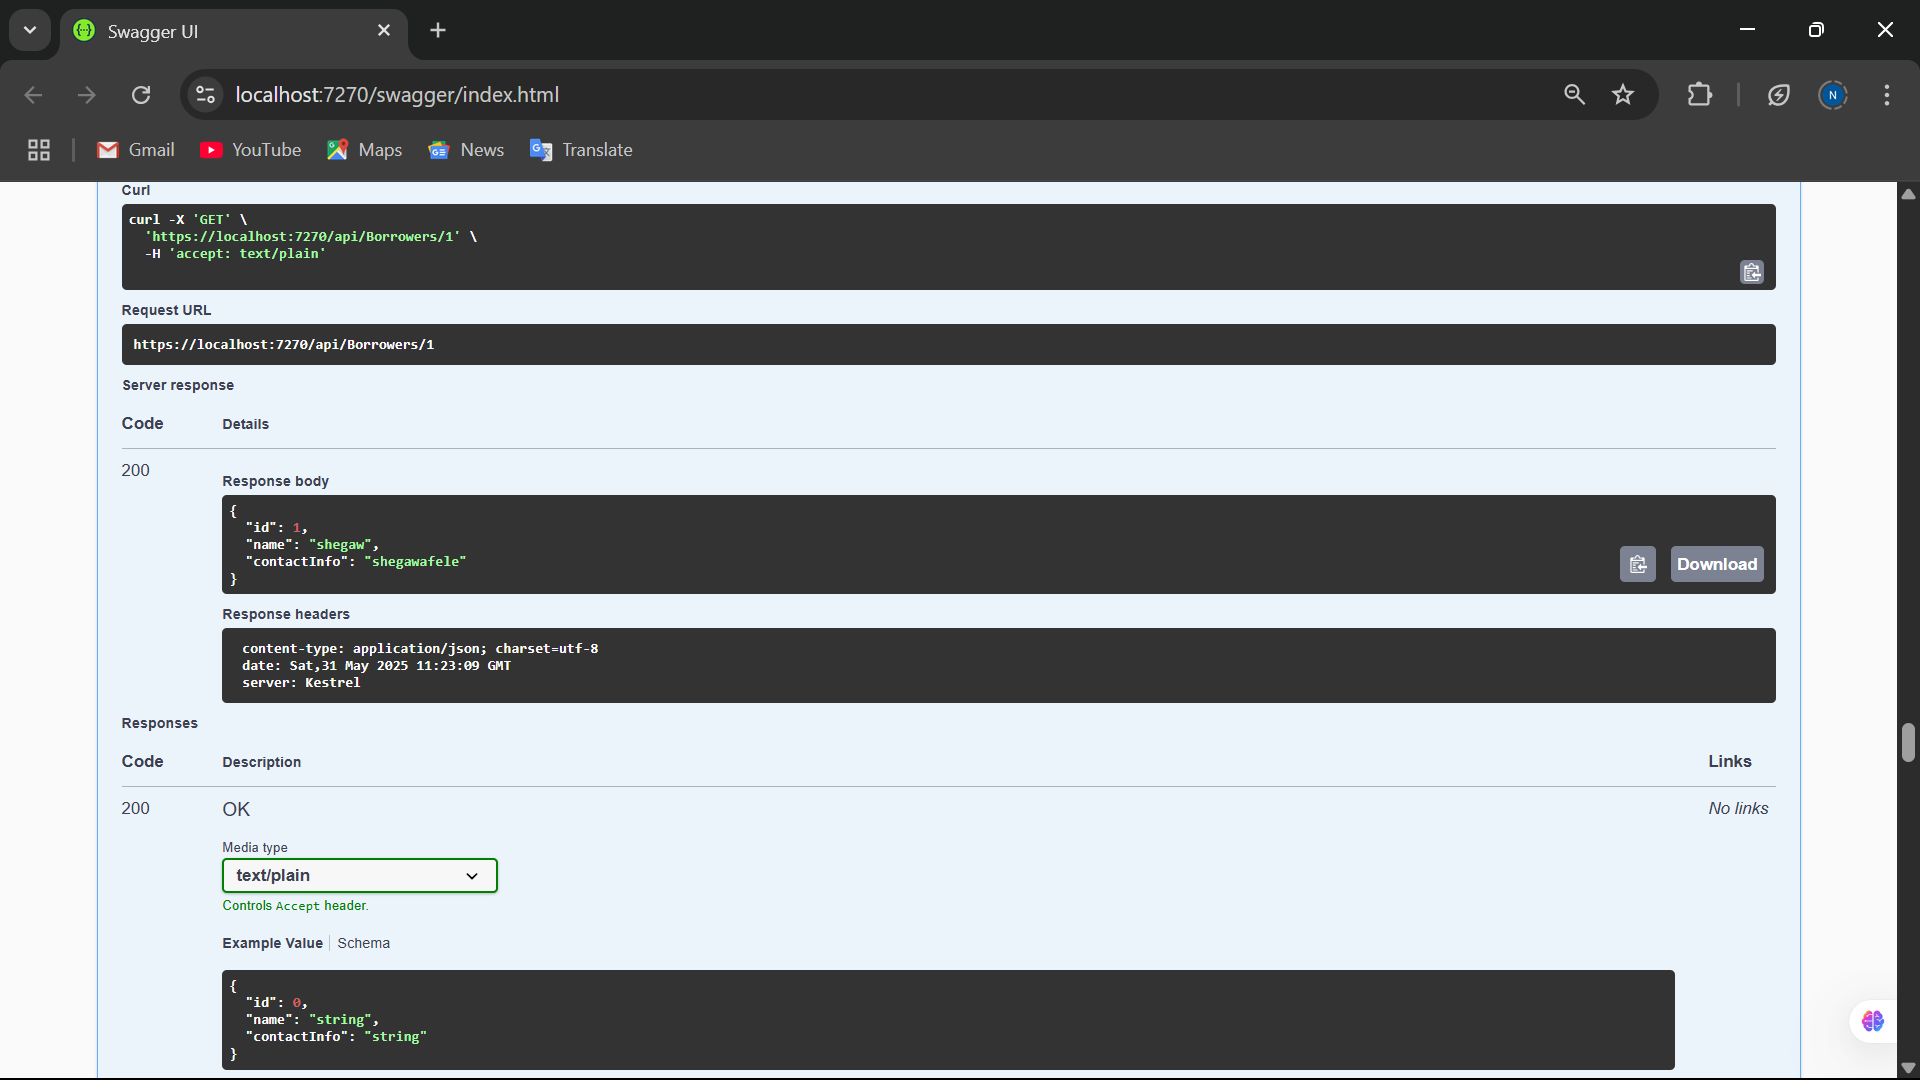 Swagger UI
localhost:7270/swagger/index.html
N
Gmail
YouTube
Maps
News
Translate
Curl
curl -X 'GET' \
'https://localhost:7270/api/Borrowers/1' \
-H 'accept: text/plain'
Request URL
https://localhost:7270/api/Borrowers/1
Server response
Code Details
200
Response body
{
"id": 1,
"name": "shegaw",
"contactInfo": "shegawafele"
}
Download
Response headers
content-type: application/json; charset=utf-8
date: Sat,31 May 2025 11:23:09 GMT
server: Kestrel
Responses
Code Description Links
200 OK No links
Media type
text/plain
Controls Accept header.
Example Value Schema
{
"id": 0,
"name": "string",
"contactInfo": "string"
}